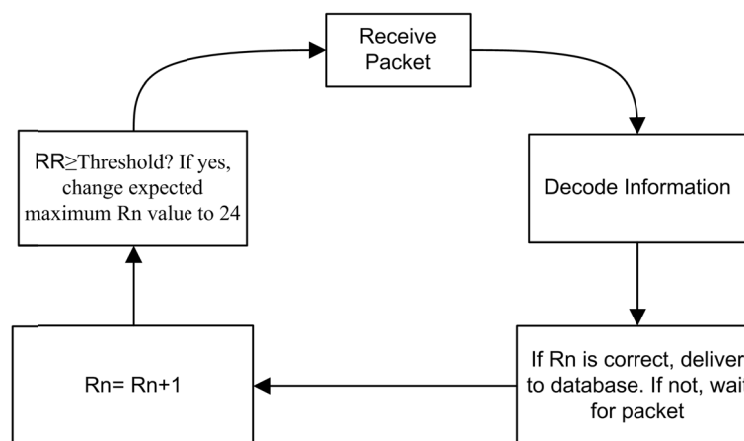 Receive
Packet
Decode Information
If Rn is correct, deliver
to database. If not, wait
for packet
Rn= Rn+1
RR≥Threshold? If yes,
change expected
maximum Rn value to 24